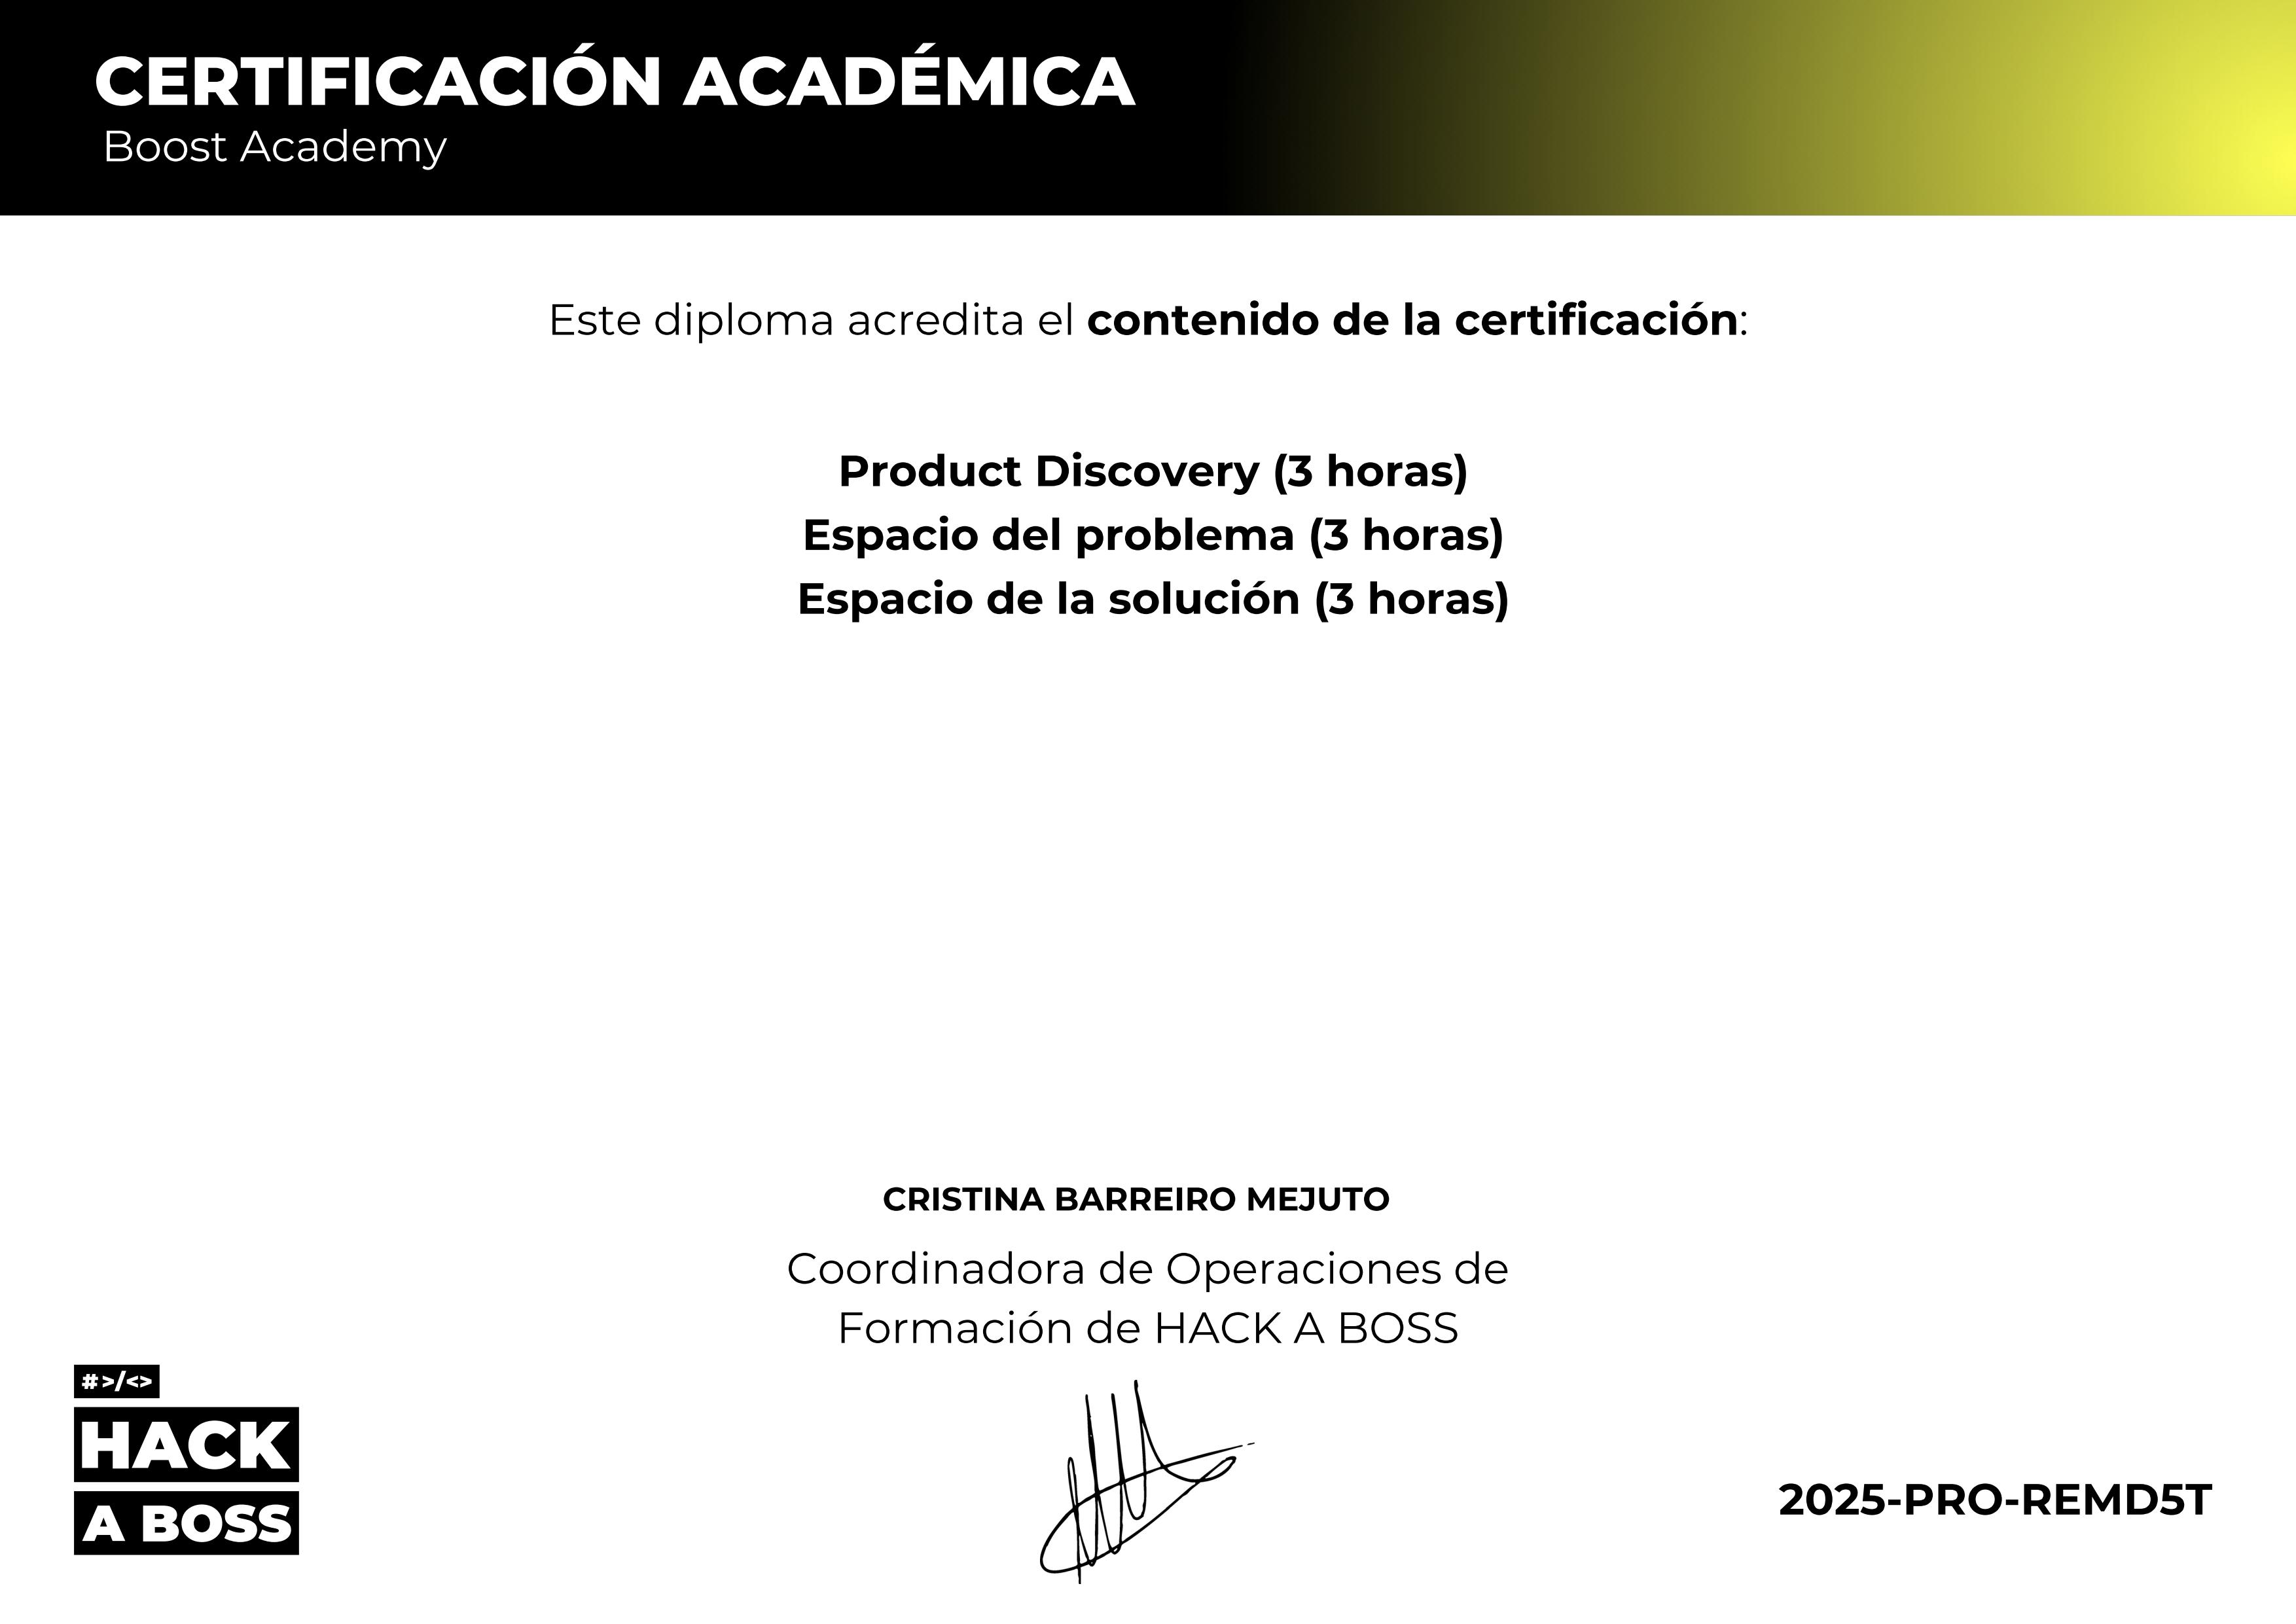 CERTIFICACIÓN ACADÉMICA
Boost Academy
Este diploma acredita el contenido de la certificación:
Product Discovery (3 horas)
Espacio del problema (3 horas)
Espacio de la solución (3 horas)
CRISTINA BARREIRO MEJUTO
Coordinadora de Operaciones de
Formación de HACK A BOSS
#>/<>
HACK
A BOSS
2025-PRO-REMD5T